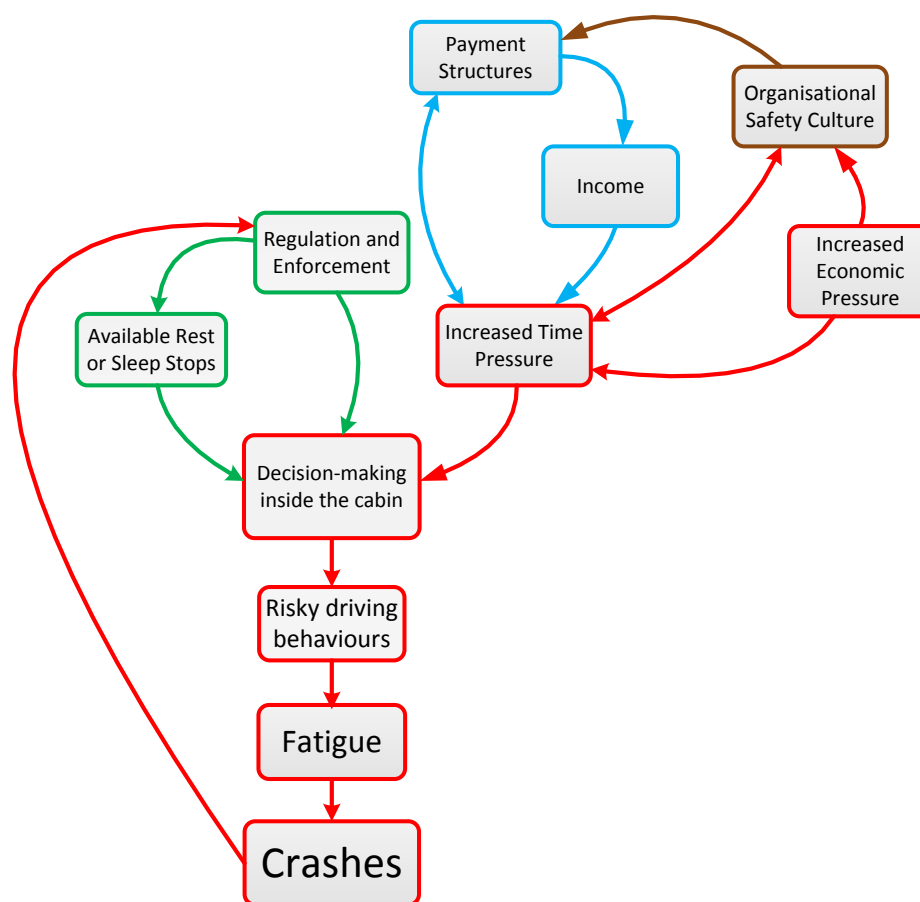 Payment
Structures
Organisational
Safety Culture
Income
Regulation and
Enforcement
Increased
Economic
Pressure
Available Rest
or Sleep Stops
Increased Time
Pressure
Decision-making
inside the cabin
Risky driving
behaviours
Fatigue
Crashes